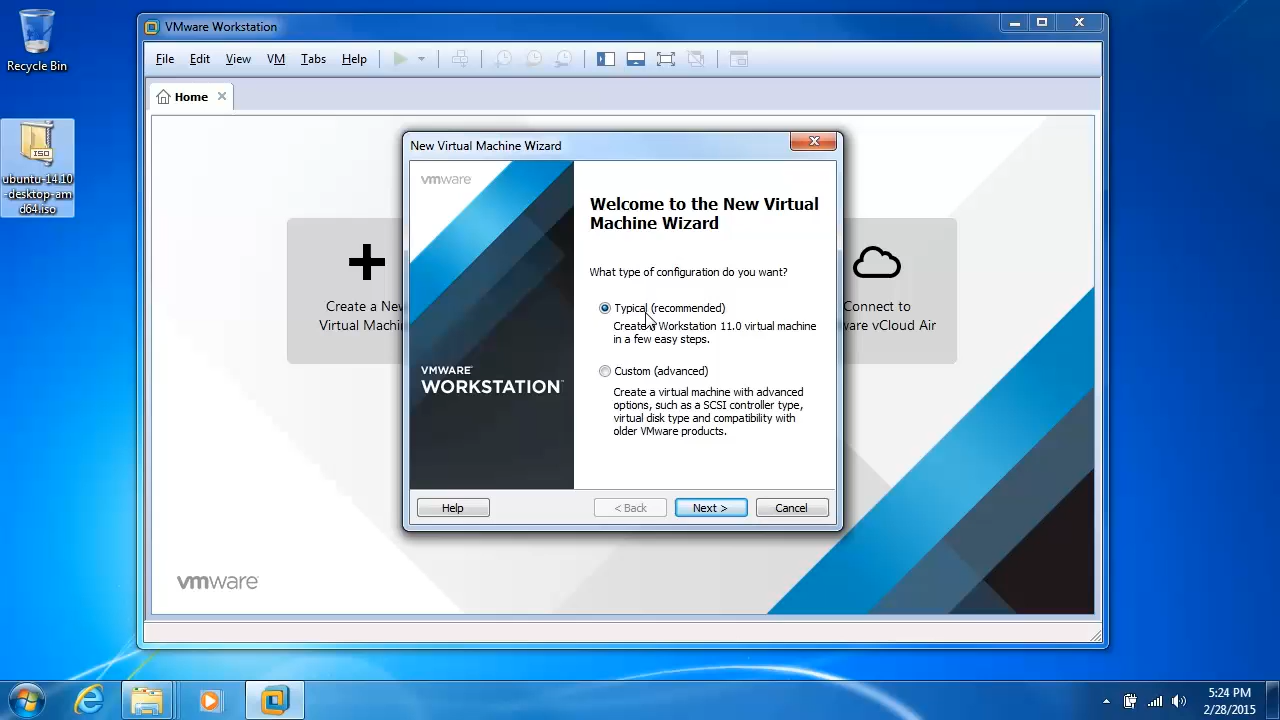 Recycle Bin
ubuntu-14.10
-desktop-am
d64.iso
ISO
VMware Workstation
File Edit View VM Tabs Help
Home
New Virtual Machine Wizard
vmware
Welcome to the New Virtual
Machine Wizard
What type of configuration do you want?
Typical (recommended)
Create a Workstation 11.0 virtual machine
in a few easy steps.
Custom (advanced)
Create a virtual machine with advanced
options, such as a SCSI controller type,
virtual disk type and compatibility with
older VMware products.
VMWARE
WORKSTATION
Help < Back Next > Cancel
Create a New
Virtual Machin
Connect to
ware vCloud Air
vmware
5:24 PM
2/28/2015